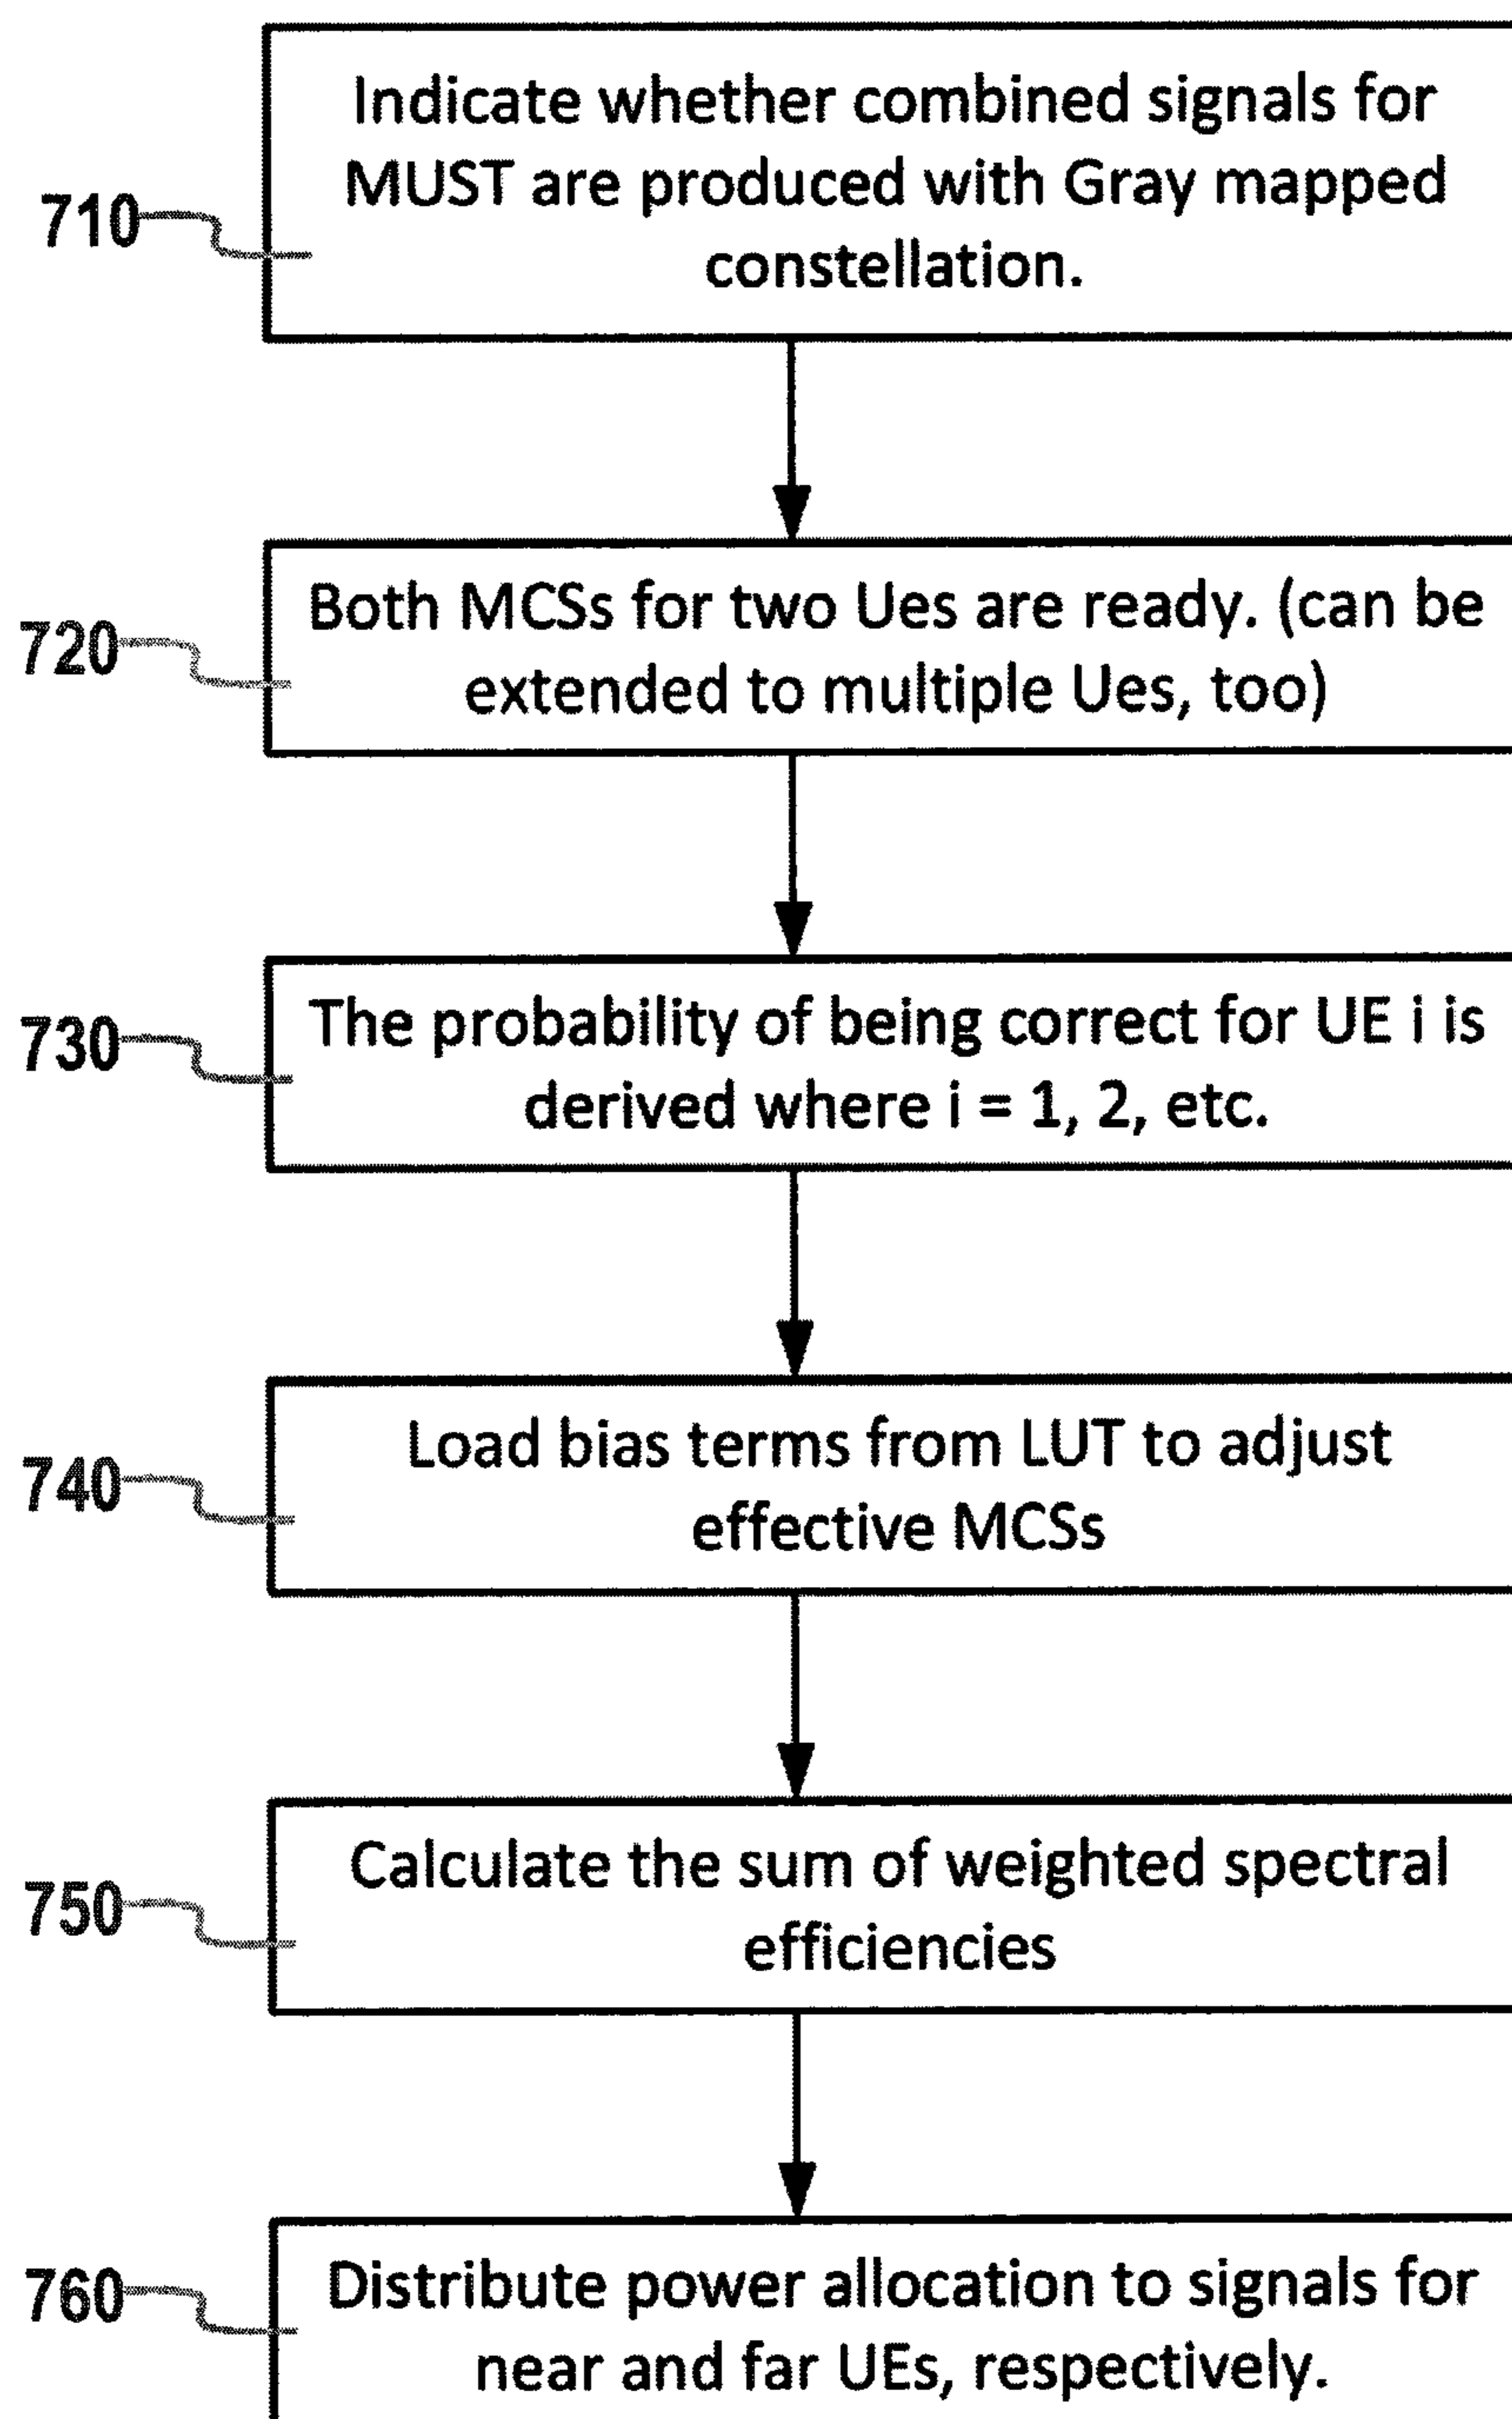 Indicate whether combined signals for
MUST are produced with Gray mapped
constellation.
710
Both MCSs for two Ues are ready. (can be
extended to multiple Ues, too)
720
The probability of being correct for UE i is
derived where i = 1, 2, etc.
730
Load bias terms from LUT to adjust
effective MCSs
740
Calculate the sum of weighted spectral
efficiencies
750
Distribute power allocation to signals for
near and far UEs, respectively.
760